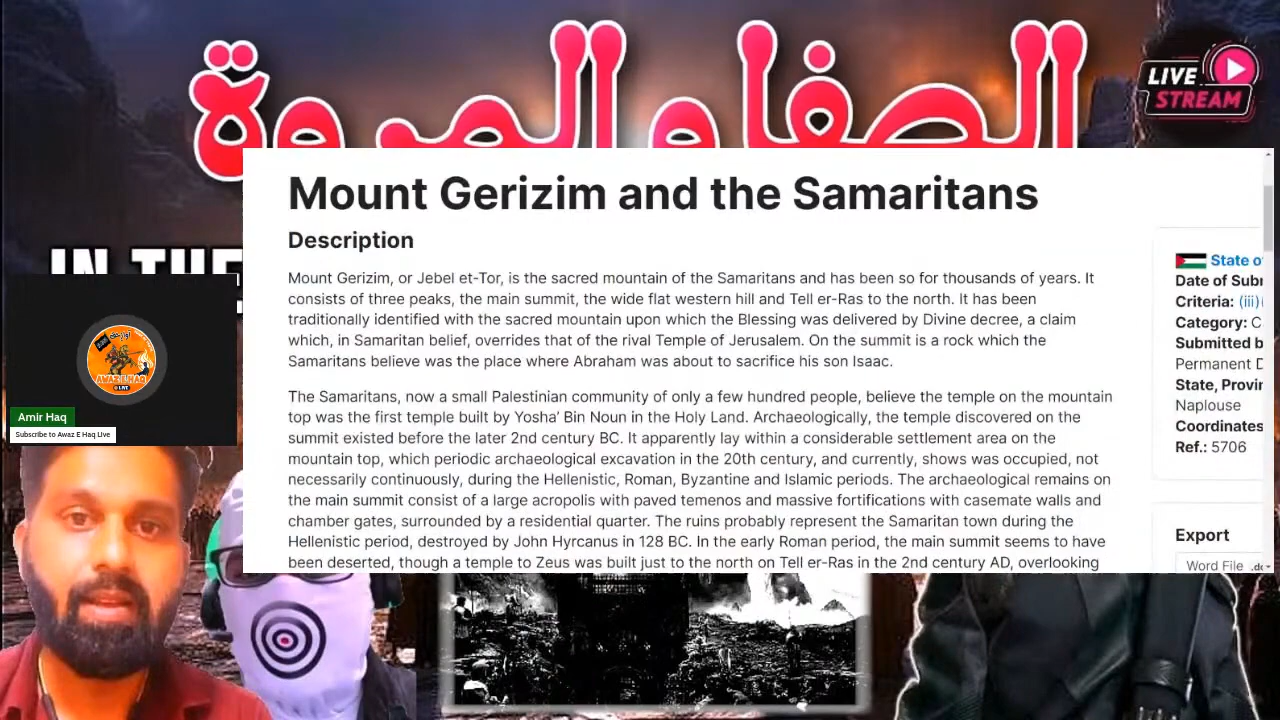 الصفا و المروة
LIVE
STREAM
IN THE
Mount Gerizim and the Samaritans
Description
Mount Gerizim, or Jebel et-Tor, is the sacred mountain of the Samaritans and has been so for thousands of years. It
consists of three peaks, the main summit, the wide flat western hill and Tell er-Ras to the north. It has been
traditionally identified with the sacred mountain upon which the Blessing was delivered by Divine decree, a claim
which, in Samaritan belief, overrides that of the rival Temple of Jerusalem. On the summit is a rock which the
Samaritans believe was the place where Abraham was about to sacrifice his son Isaac.
The Samaritans, now a small Palestinian community of only a few hundred people, believe the temple on the mountain
top was the first temple built by Yosha’ Bin Noun in the Holy Land. Archaeologically, the temple discovered on the
summit existed before the later 2nd century BC. It apparently lay within a considerable settlement area on the
mountain top, which periodic archaeological excavation in the 20th century, and currently, shows was occupied, not
necessarily continuously, during the Hellenistic, Roman, Byzantine and Islamic periods. The archaeological remains on
the main summit consist of a large acropolis with paved temenos and massive fortifications with casemate walls and
chamber gates, surrounded by a residential quarter. The ruins probably represent the Samaritan town during the
Hellenistic period, destroyed by John Hyrcanus in 128 BC. In the early Roman period, the main summit seems to have
been deserted, though a temple to Zeus was built just to the north on Tell er-Ras in the 2nd century AD, overlooking
State o
Date of Sub
Criteria: (iii)
Category: C
Submitted b
Permanent D
State, Provin
Naplouse
Coordinates
Ref.: 5706
Export
Word File .do
AWAZ E HAQ
LIVE
Amir Haq
Subscribe to Awaz E Haq Live